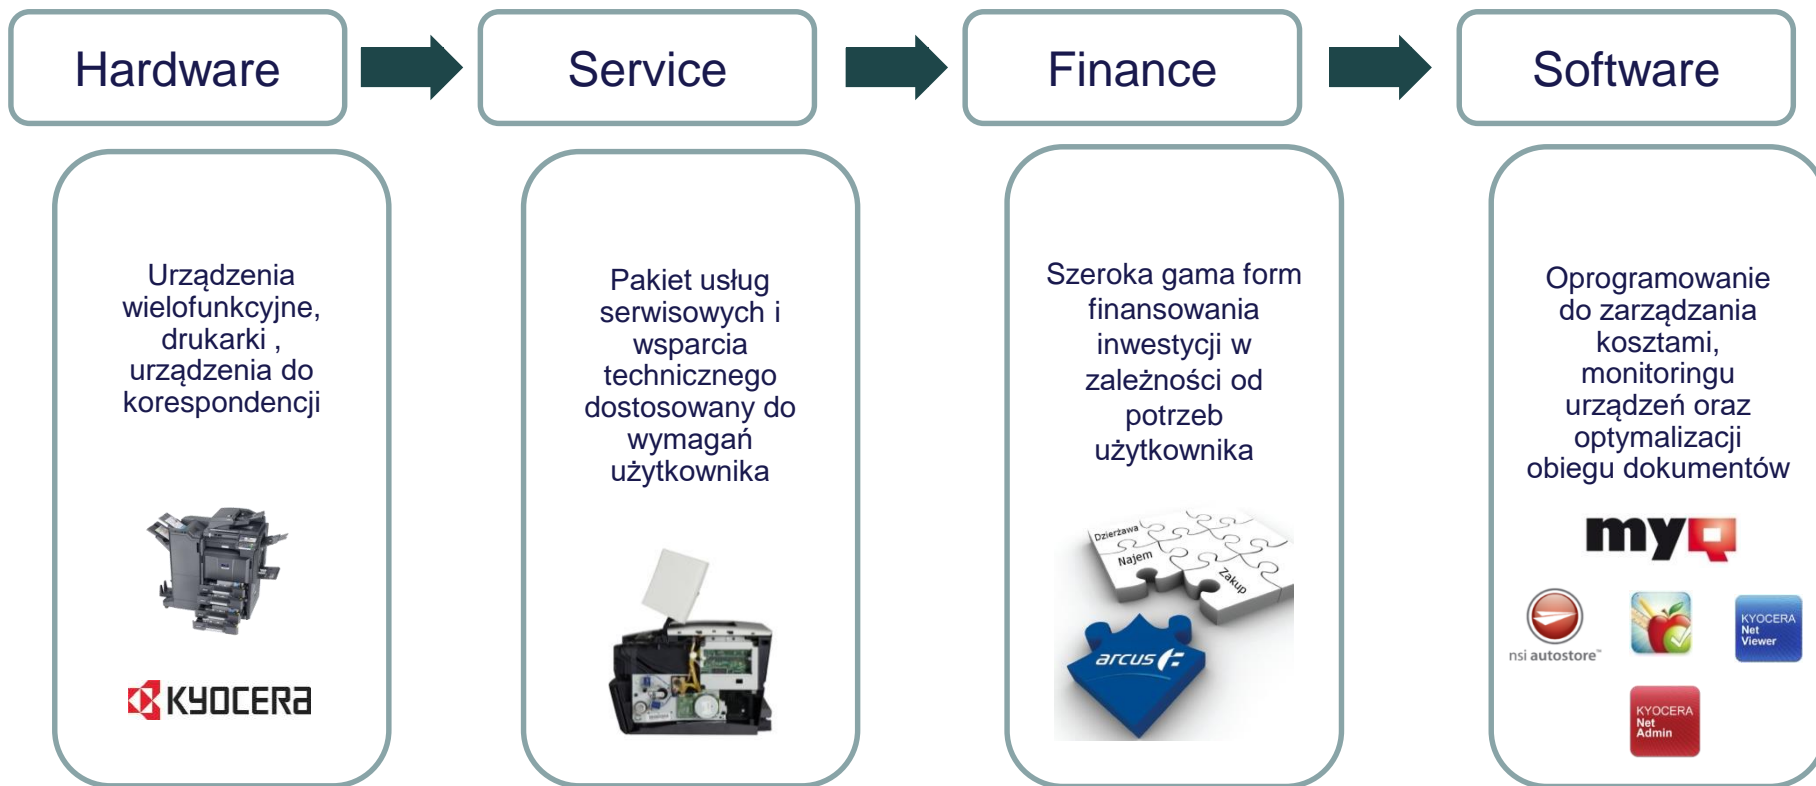 Hardware
Service
Finance
Software
Urządzenia
wielofunkcyjne,
drukarki ,
urządzenia do
korespondencji
KYOCERA
Pakiet usług
serwisowych i
wsparcia
technicznego
dostosowany do
wymagań
użytkownika
Szeroka gama form
finansowania
inwestycji w
zależności od
potrzeb
użytkownika
Dzierżawa
Najem
Zakup
arcus
Oprogramowanie
do zarządzania
kosztami,
monitoringu
urządzeń oraz
optymalizacji
obiegu dokumentów
myQ
nsi autostore™
KYOCERA
Net
Viewer
KYOCERA
Net
Admin